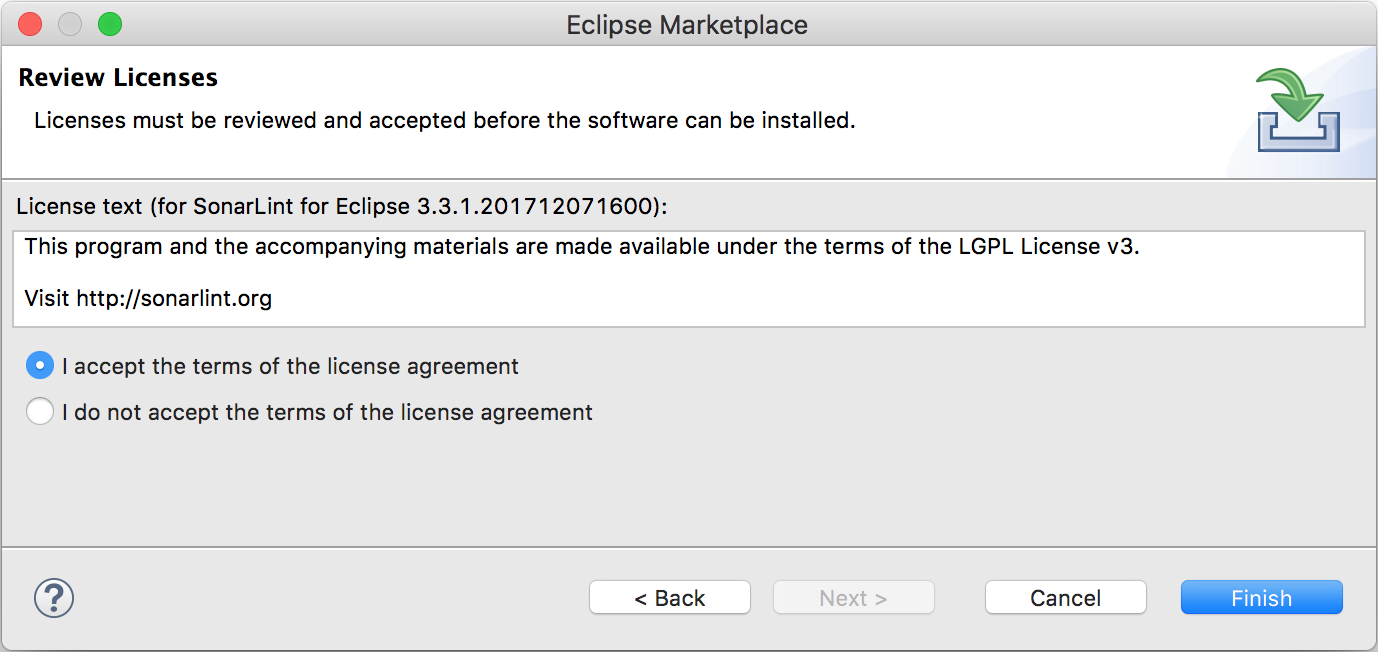 Eclipse Marketplace
Review Licenses
Licenses must be reviewed and accepted before the software can be installed.
License text (for SonarLint for Eclipse 3.3.1.201712071600):
This program and the accompanying materials are made available under the terms of the LGPL License v3.
Visit http://sonarlint.org
I accept the terms of the license agreement
I do not accept the terms of the license agreement
? < Back Next > Cancel Finish